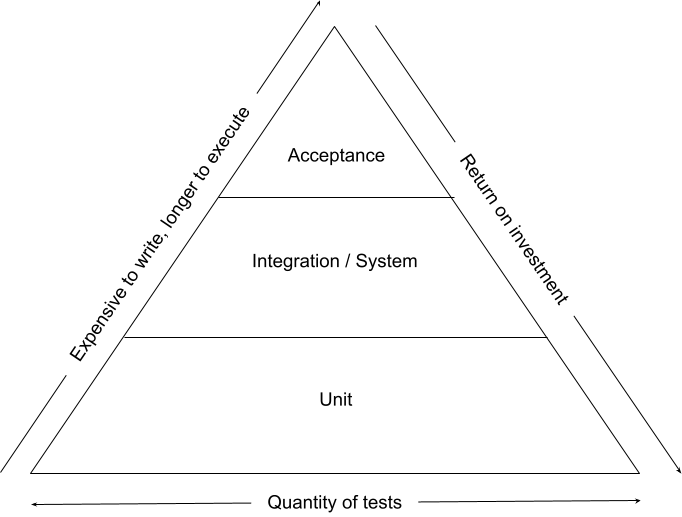 Acceptance
Expensive to write, longer to execute
Return on investment
Integration / System
Unit
Quantity of tests